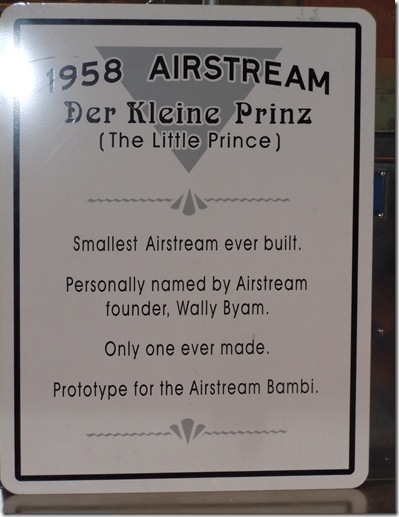 1958 AIRSTREAM
Der Kleine Prinz
(The Little Prince)
Smallest Airstream ever built.
Personally named by Airstream
founder, Wally Byam.
Only one ever made.
Prototype for the Airstream Bambi.